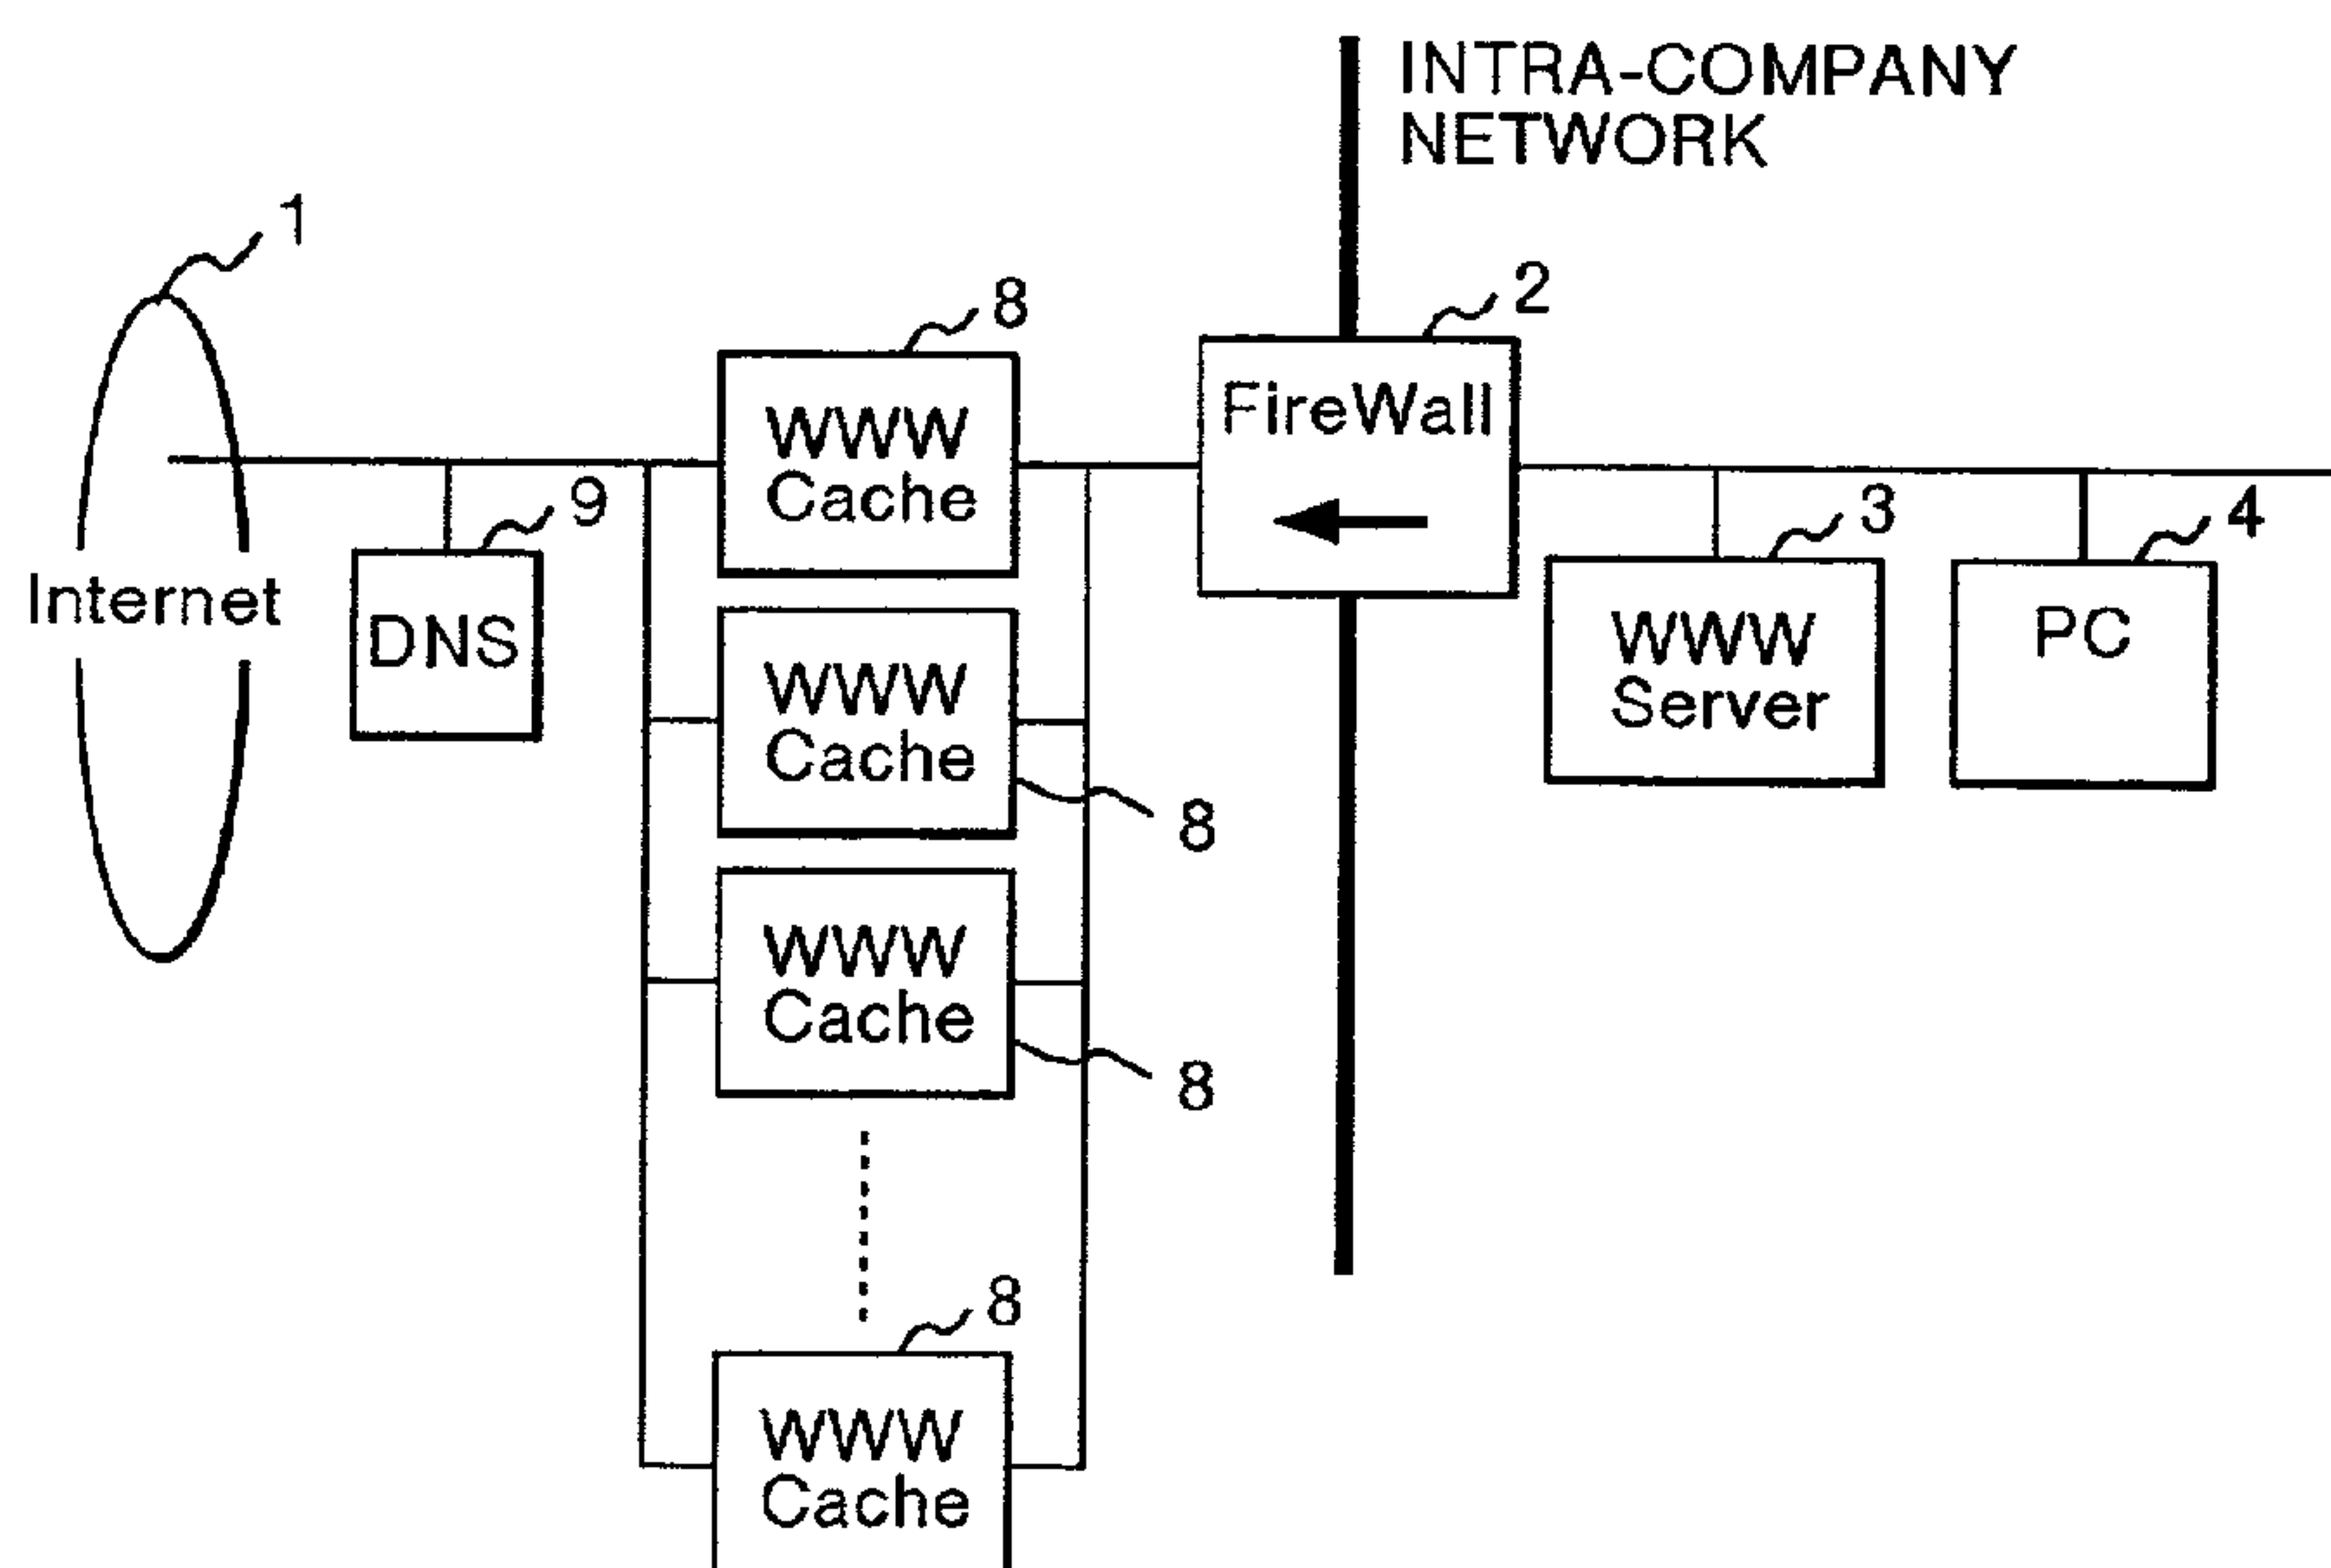 INTRA-COMPANY
NETWORK
1
8
2
WWW
Cache
FireWall
9
3
4
Internet
DNS
WWW
Cache
8
WWW
Server
PC
WWW
Cache
8
8
WWW
Cache